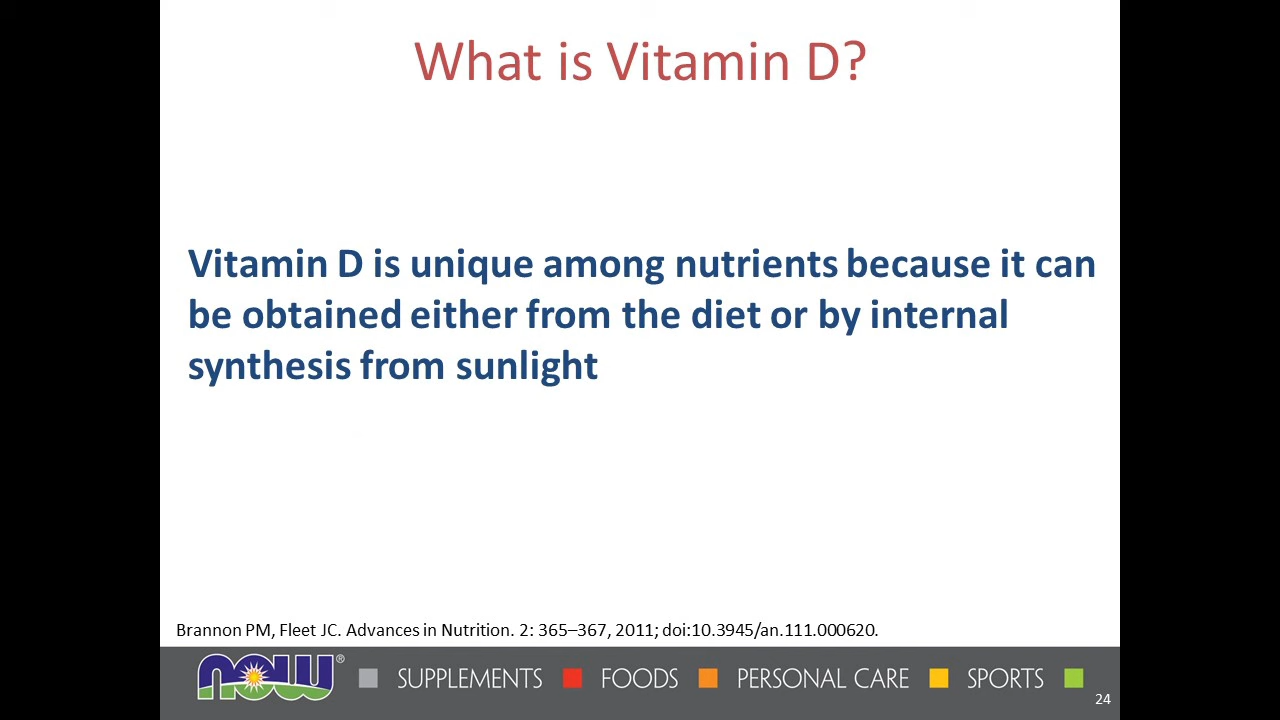 What is Vitamin D?
Vitamin D is unique among nutrients because it can
be obtained either from the diet or by internal
synthesis from sunlight
Brannon PM, Fleet JC. Advances in Nutrition. 2: 365–367, 2011; doi:10.3945/an.111.000620.
NOW® SUPPLEMENTS FOODS PERSONAL CARE SPORTS
24